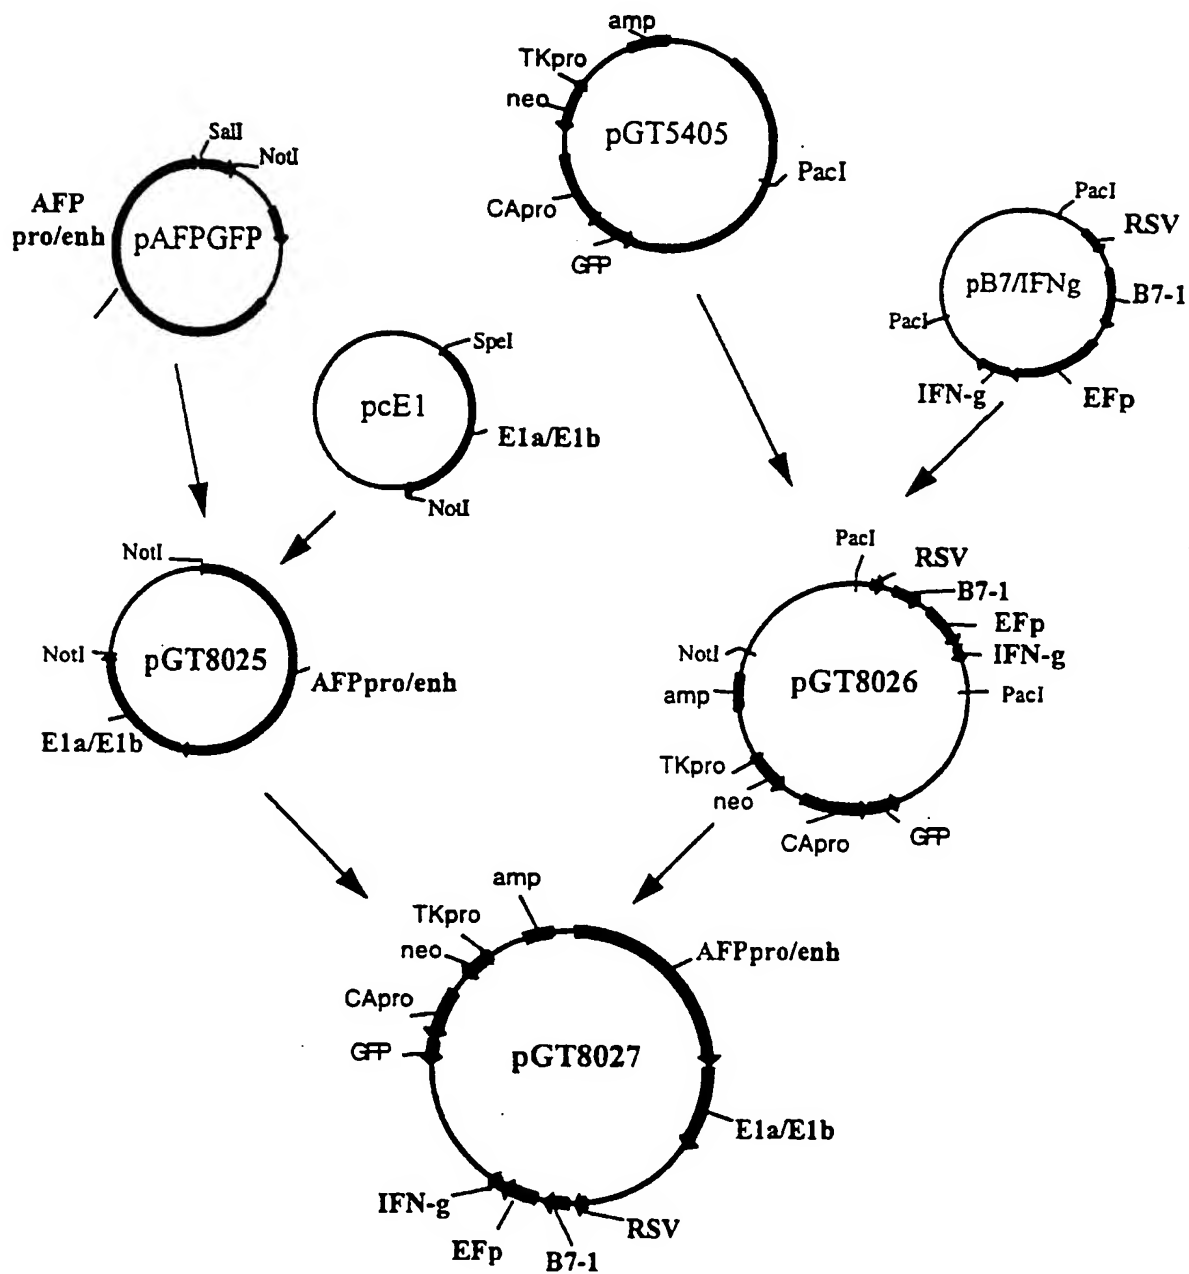 amp
TKpro
neo
pGT5405
PacI
CApro
GFP
SalI
NotI
AFP
pro/enh
pAFPGFP
PacI
RSV
pB7/IFNg
B7-1
PacI
IFN-g
EFp
SpeI
pcE1
E1a/E1b
NotI
NotI
NotI
pGT8025
AFPpro/enh
E1a/E1b
PacI
RSV
B7-1
EFp
IFN-g
NotI
pGT8026
amp
PacI
TKpro
neo
CApro
GFP
amp
TKpro
neo
AFPpro/enh
CApro
GFP
pGT8027
E1a/E1b
IFN-g
EFp
B7-1
RSV